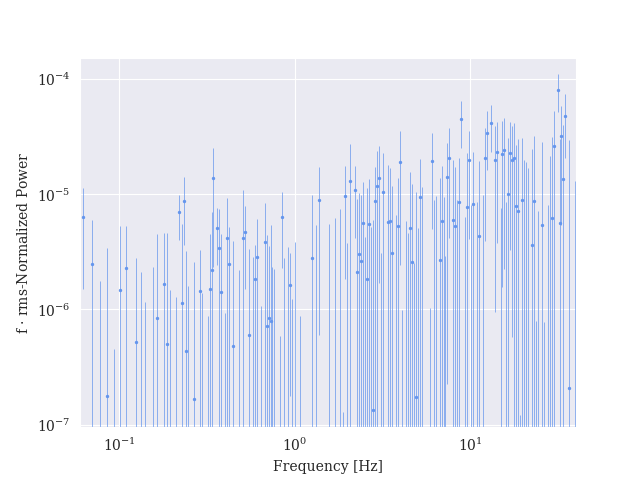 10⁻⁴
10⁻⁵
10⁻⁶
10⁻⁷
f · rms-Normalized Power
10⁻¹ 10⁰ 10¹
Frequency [Hz]